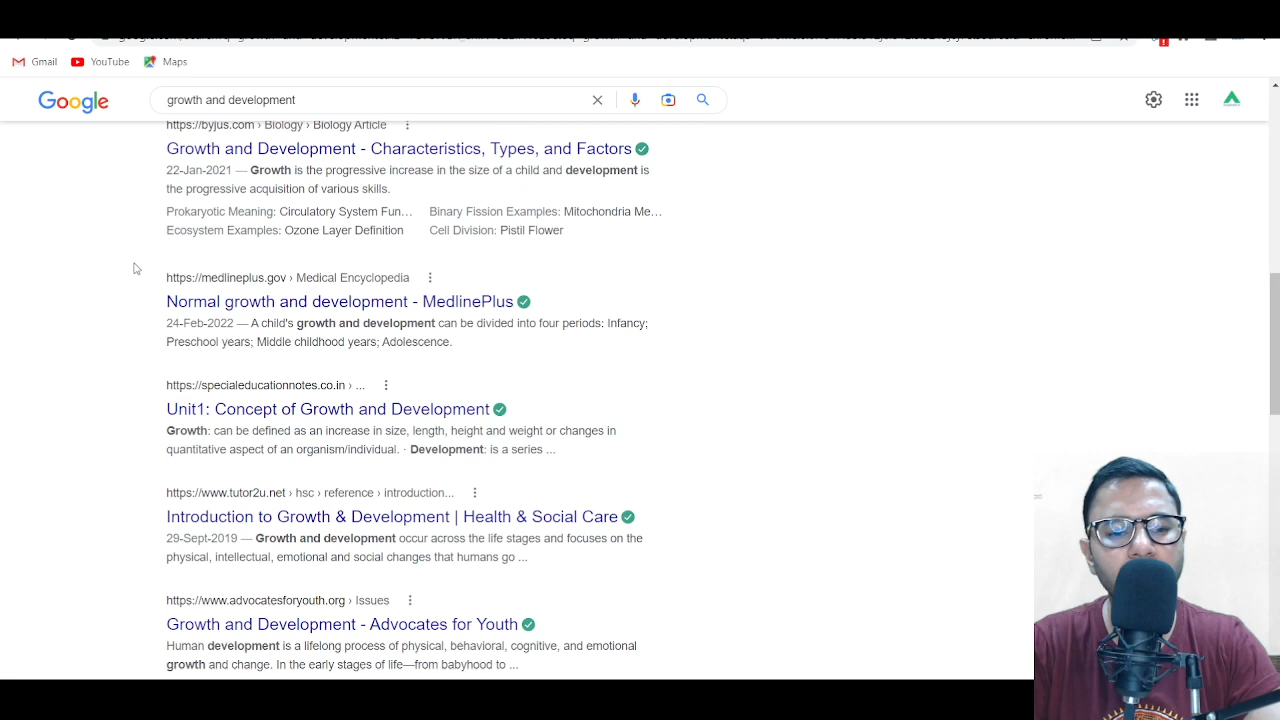 Gmail YouTube Maps
Google growth and development
https://byjus.com › Biology › Biology Article
Growth and Development - Characteristics, Types, and Factors
22-Jan-2021 — Growth is the progressive increase in the size of a child and development is
the progressive acquisition of various skills.
Prokaryotic Meaning: Circulatory System Fun… Binary Fission Examples: Mitochondria Me…
Ecosystem Examples: Ozone Layer Definition Cell Division: Pistil Flower
https://medlineplus.gov › Medical Encyclopedia
Normal growth and development - MedlinePlus
24-Feb-2022 — A child's growth and development can be divided into four periods: Infancy;
Preschool years; Middle childhood years; Adolescence.
https://specialeducationnotes.co.in › ...
Unit1: Concept of Growth and Development
Growth: can be defined as an increase in size, length, height and weight or changes in
quantitative aspect of an organism/individual. · Development: is a series ...
https://www.tutor2u.net › hsc › reference › introduction...
Introduction to Growth & Development | Health & Social Care
29-Sept-2019 — Growth and development occur across the life stages and focuses on the
physical, intellectual, emotional and social changes that humans go ...
https://www.advocatesforyouth.org › Issues
Growth and Development - Advocates for Youth
Human development is a lifelong process of physical, behavioral, cognitive, and emotional
growth and change. In the early stages of life—from babyhood to ...